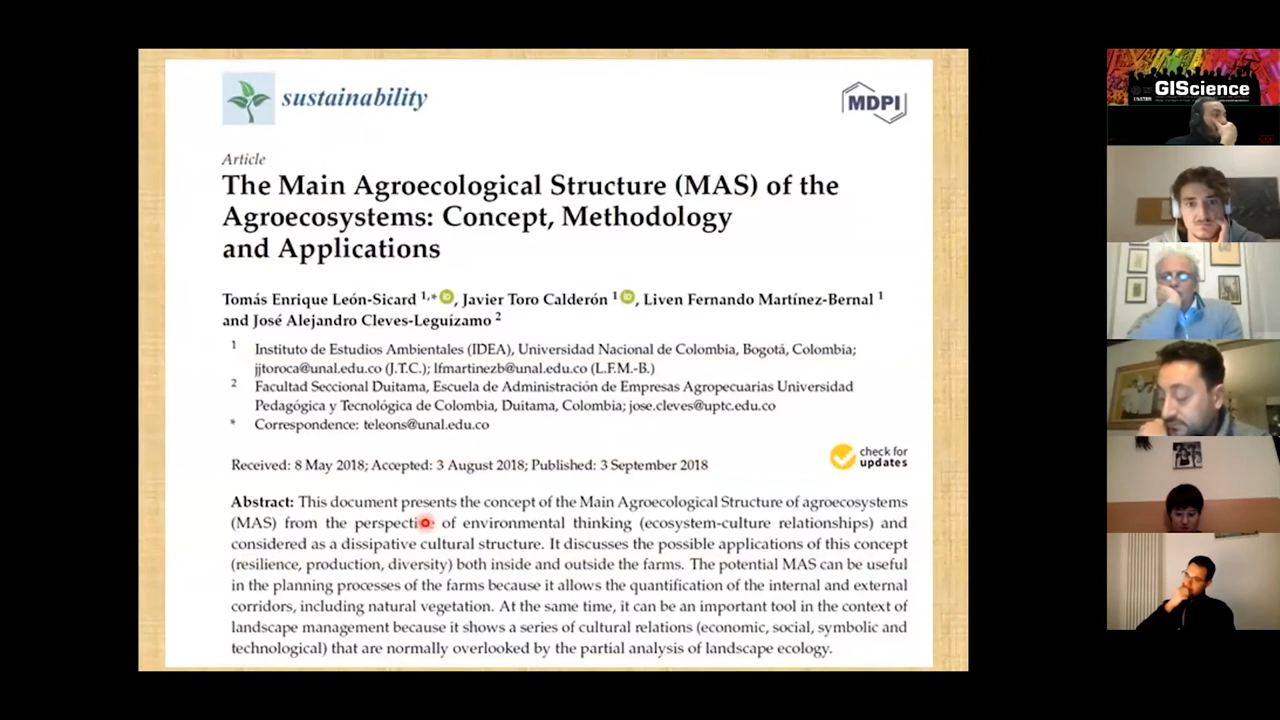 sustainability
MDPI
Article
The Main Agroecological Structure (MAS) of the
Agroecosystems: Concept, Methodology
and Applications
Tomás Enrique León-Sicard 1,* iD, Javier Toro Calderón 1 iD, Liven Fernando Martínez-Bernal 1
and José Alejandro Cleves-Leguízamo 2
1 Instituto de Estudios Ambientales (IDEA), Universidad Nacional de Colombia, Bogotá, Colombia;
jjtoroca@unal.edu.co (J.T.C.); lfmartinezb@unal.edu.co (L.F.M.-B.)
2 Facultad Seccional Duitama, Escuela de Administración de Empresas Agropecuarias Universidad
Pedagógica y Tecnológica de Colombia, Duitama, Colombia; jose.cleves@uptc.edu.co
* Correspondence: teleons@unal.edu.co
check for
updates
Received: 8 May 2018; Accepted: 3 August 2018; Published: 3 September 2018
Abstract: This document presents the concept of the Main Agroecological Structure of agroecosystems
(MAS) from the perspective of environmental thinking (ecosystem-culture relationships) and
considered as a dissipative cultural structure. It discusses the possible applications of this concept
(resilience, production, diversity) both inside and outside the farms. The potential MAS can be useful
in the planning processes of the farms because it allows the quantification of the internal and external
corridors, including natural vegetation. At the same time, it can be an important tool in the context of
landscape management because it shows a series of cultural relations (economic, social, symbolic and
technological) that are normally overlooked by the partial analysis of landscape ecology.
GIScience